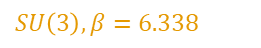 SU(3), β = 6.338